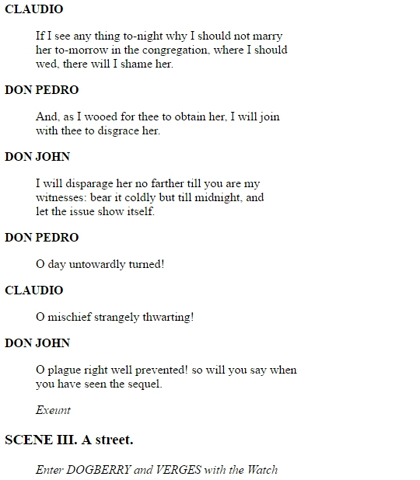 CLAUDIO
If I see any thing to-night why I should not marry
her to-morrow in the congregation, where I should
wed, there will I shame her.
DON PEDRO
And, as I wooed for thee to obtain her, I will join
with thee to disgrace her.
DON JOHN
I will disparage her no farther till you are my
witnesses: bear it coldly but till midnight, and
let the issue show itself.
DON PEDRO
O day untowardly turned!
CLAUDIO
O mischief strangely thwarting!
DON JOHN
O plague right well prevented! so will you say when
you have seen the sequel.
Exeunt
SCENE III. A street.
Enter DOGBERRY and VERGES with the Watch